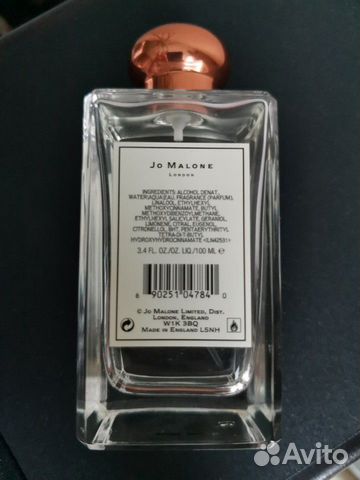 JO MALONE
LONDON
INGREDIENTS: ALCOHOL DENAT.,
WATER\AQUA\EAU, FRAGRANCE (PARFUM),
LINALOOL, ETHYLHEXYL
METHOXYCINNAMATE, BUTYL
METHOXYDIBENZOYLMETHANE,
ETHYLHEXYL SALICYLATE, GERANIOL,
LIMONENE, CITRAL, EUGENOL,
CITRONELLOL, BHT, PENTAERYTHRITYL
TETRA-DI-T-BUTYL
HYDROXYHYDROCINNAMATE <ILN42531>
3.4 FL. OZ./OZ. LIQ./100 ML ℮
6 90251 04784 0
© JO MALONE LIMITED, DIST.
LONDON, ENGLAND
W1K 3BQ
MADE IN ENGLAND L5NH
Avito